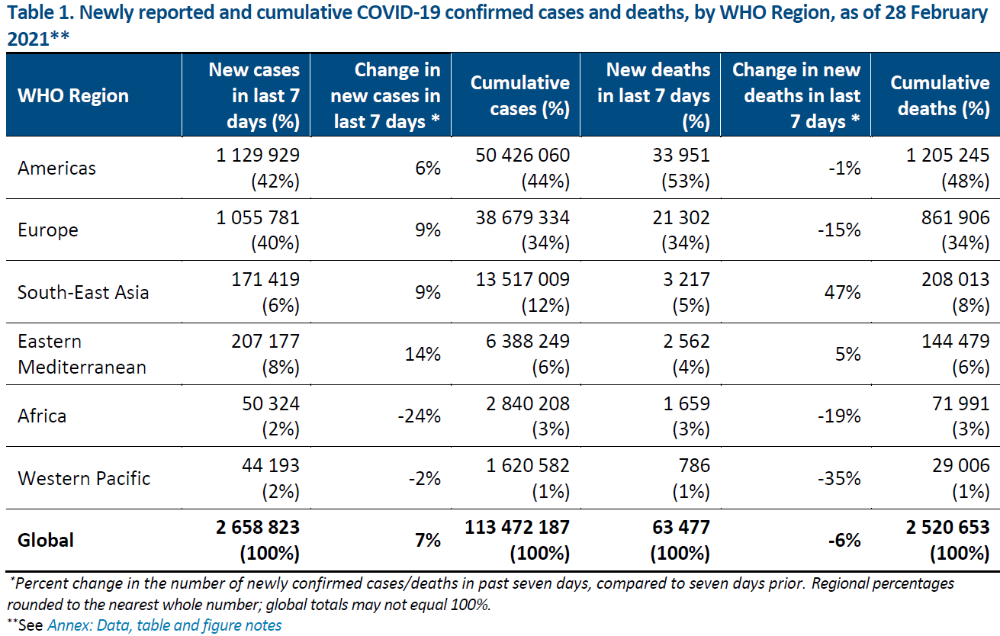 Table 1. Newly reported and cumulative COVID-19 confirmed cases and deaths, by WHO Region, as of 28 February
2021**
WHO Region
New cases
in last 7
days (%)
Change in
new cases in
last 7 days *
Cumulative
cases (%)
New deaths
in last 7 days
(%)
Change in new
deaths in last
7 days *
Cumulative
deaths (%)
Americas
1 129 929
(42%)
6%
50 426 060
(44%)
33 951
(53%)
-1%
1 205 245
(48%)
Europe
1 055 781
(40%)
9%
38 679 334
(34%)
21 302
(34%)
-15%
861 906
(34%)
South-East Asia
171 419
(6%)
9%
13 517 009
(12%)
3 217
(5%)
47%
208 013
(8%)
Eastern
Mediterranean
207 177
(8%)
14%
6 388 249
(6%)
2 562
(4%)
5%
144 479
(6%)
Africa
50 324
(2%)
-24%
2 840 208
(3%)
1 659
(3%)
-19%
71 991
(3%)
Western Pacific
44 193
(2%)
-2%
1 620 582
(1%)
786
(1%)
-35%
29 006
(1%)
Global
2 658 823
(100%)
7%
113 472 187
(100%)
63 477
(100%)
-6%
2 520 653
(100%)
*Percent change in the number of newly confirmed cases/deaths in past seven days, compared to seven days prior. Regional percentages
rounded to the nearest whole number; global totals may not equal 100%.
**See Annex: Data, table and figure notes